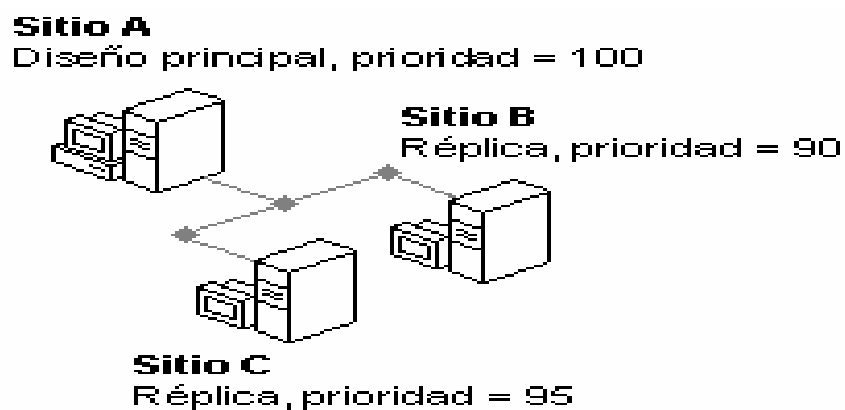 Sitio A
Diseño principal, prioridad = 100
Sitio B
Réplica, prioridad = 90
Sitio C
Réplica, prioridad = 95